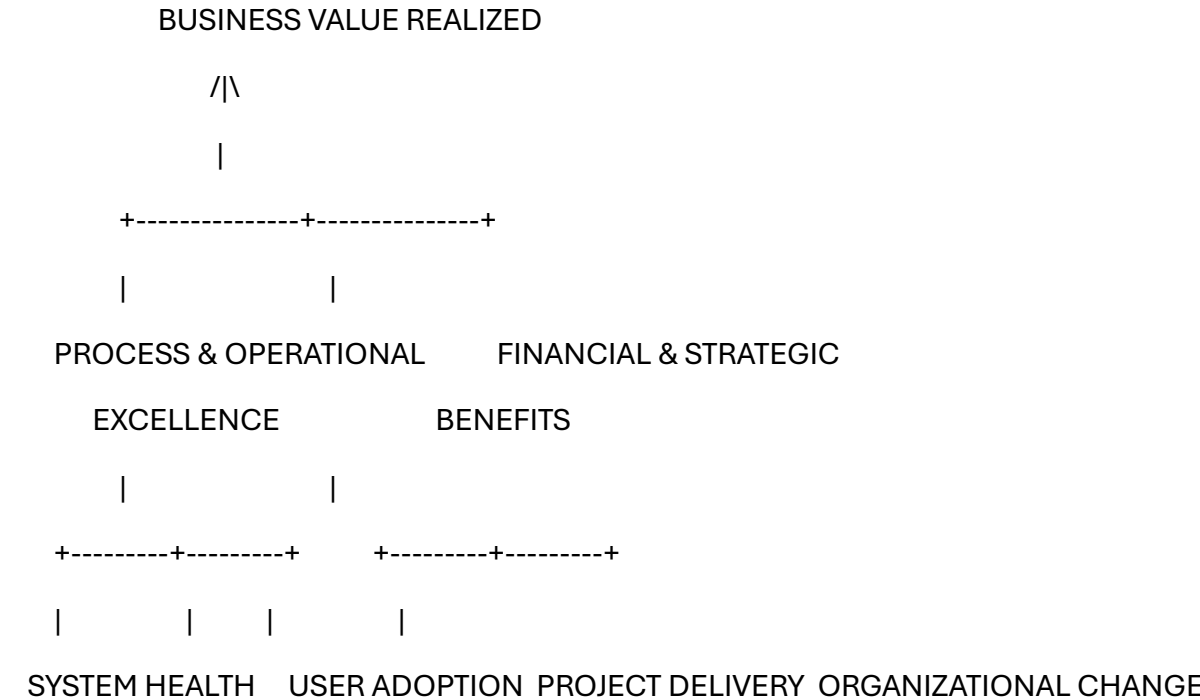 BUSINESS VALUE REALIZED
/|\
|
+---------------+---------------+
| |
PROCESS & OPERATIONAL FINANCIAL & STRATEGIC
EXCELLENCE BENEFITS
| |
+---------+---------+ +---------+---------+
| | | |
SYSTEM HEALTH USER ADOPTION PROJECT DELIVERY ORGANIZATIONAL CHANGE